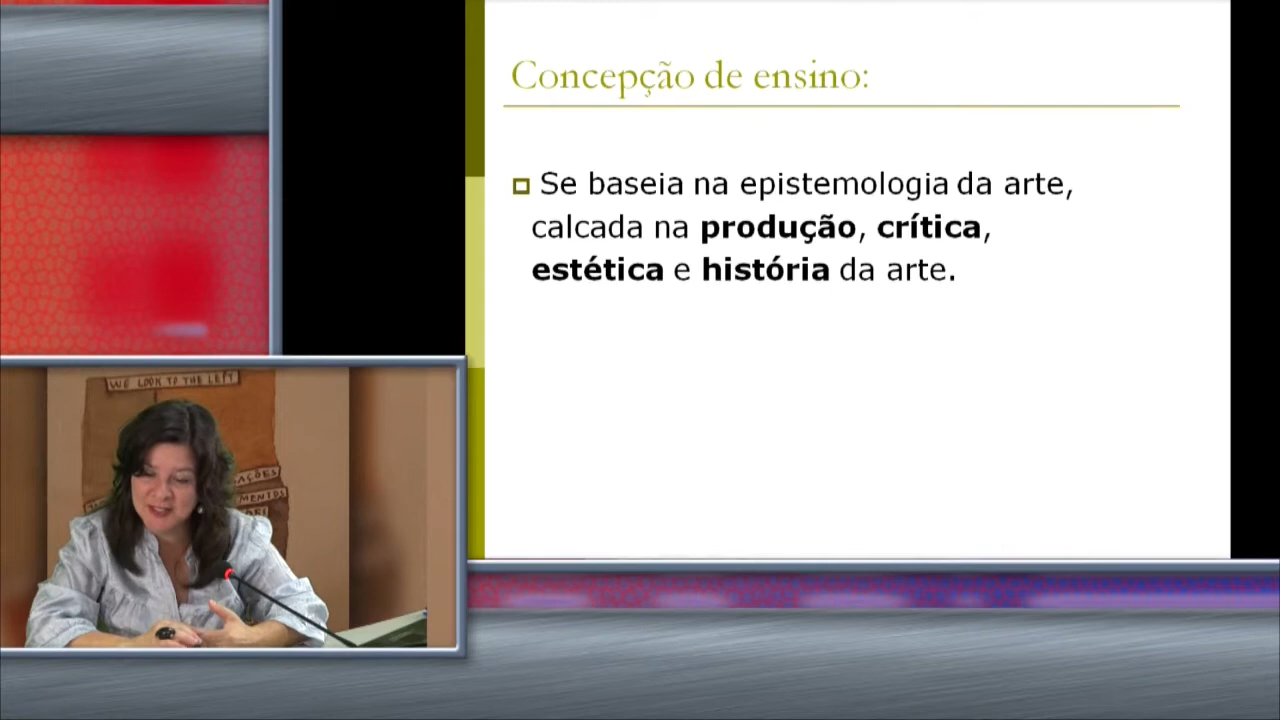 Concepção de ensino:
Se baseia na epistemologia da arte,
calcada na produção, crítica,
estética e história da arte.
WE LOOK TO THE LEFT